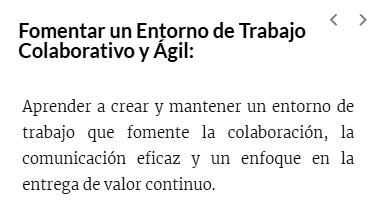 Fomentar un Entorno de Trabajo
Colaborativo y Ágil:
Aprender a crear y mantener un entorno de
trabajo que fomente la colaboración, la
comunicación eficaz y un enfoque en la
entrega de valor continuo.